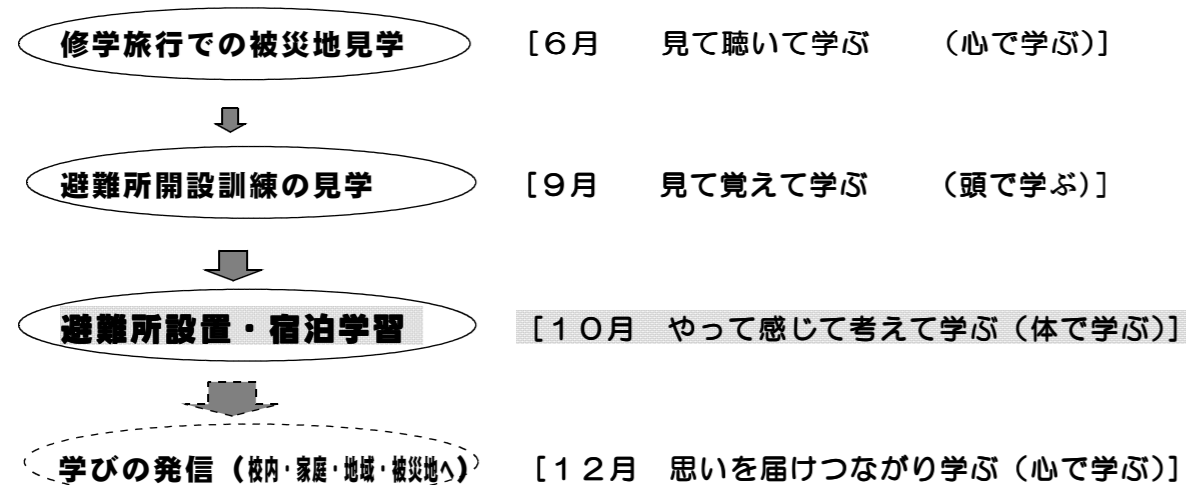 修学旅行での被災地見学 [6月 見て聴いて学ぶ (心で学ぶ)]
避難所開設訓練の見学 [9月 見て覚えて学ぶ (頭で学ぶ)]
避難所設置・宿泊学習 [10月 やって感じて考えて学ぶ(体で学ぶ)]
学びの発信(校内・家庭・地域・被災地へ) [12月 思いを届けつながり学ぶ(心で学ぶ)]